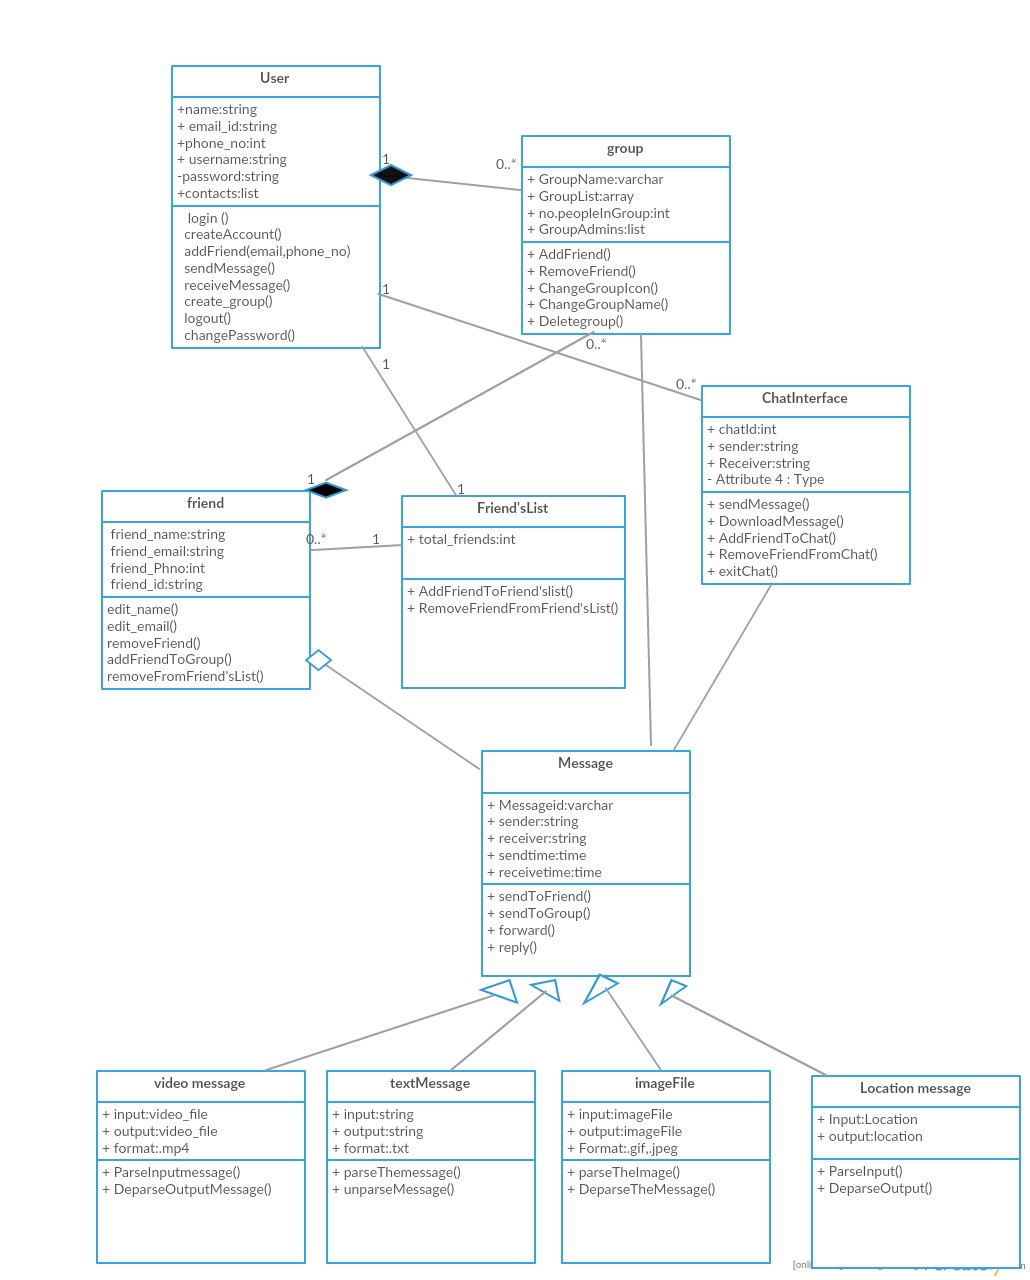 User
+name:string
+ email_id:string
+phone_no:int
+ username:string
-password:string
+contacts:list
login ()
createAccount()
addFriend(email,phone_no)
sendMessage()
receiveMessage()
create_group()
logout()
changePassword()
1
0..*
group
+ GroupName:varchar
+ GroupList:array
+ no.peopleInGroup:int
+ GroupAdmins:list
+ AddFriend()
+ RemoveFriend()
+ ChangeGroupIcon()
+ ChangeGroupName()
+ Deletegroup()
1
0..*
1
0..*
ChatInterface
+ chatId:int
+ sender:string
+ Receiver:string
- Attribute 4 : Type
+ sendMessage()
+ DownloadMessage()
+ AddFriendToChat()
+ RemoveFriendFromChat()
+ exitChat()
1
1
friend
friend_name:string
friend_email:string
friend_Phno:int
friend_id:string
edit_name()
edit_email()
removeFriend()
addFriendToGroup()
removeFromFriend'sList()
0..*
1
Friend'sList
+ total_friends:int
+ AddFriendToFriend'slist()
+ RemoveFriendFromFriend'sList()
Message
+ Messageid:varchar
+ sender:string
+ receiver:string
+ sendtime:time
+ receivetime:time
+ sendToFriend()
+ sendToGroup()
+ forward()
+ reply()
video message
+ input:video_file
+ output:video_file
+ format:.mp4
+ ParseInputmessage()
+ DeparseOutputMessage()
textMessage
+ input:string
+ output:string
+ format:.txt
+ parseThemessage()
+ unparseMessage()
imageFile
+ input:imageFile
+ output:imageFile
+ Format:.gif,.jpeg
+ parseTheImage()
+ DeparseTheMessage()
Location message
+ Input:Location
+ output:location
+ ParseInput()
+ DeparseOutput()